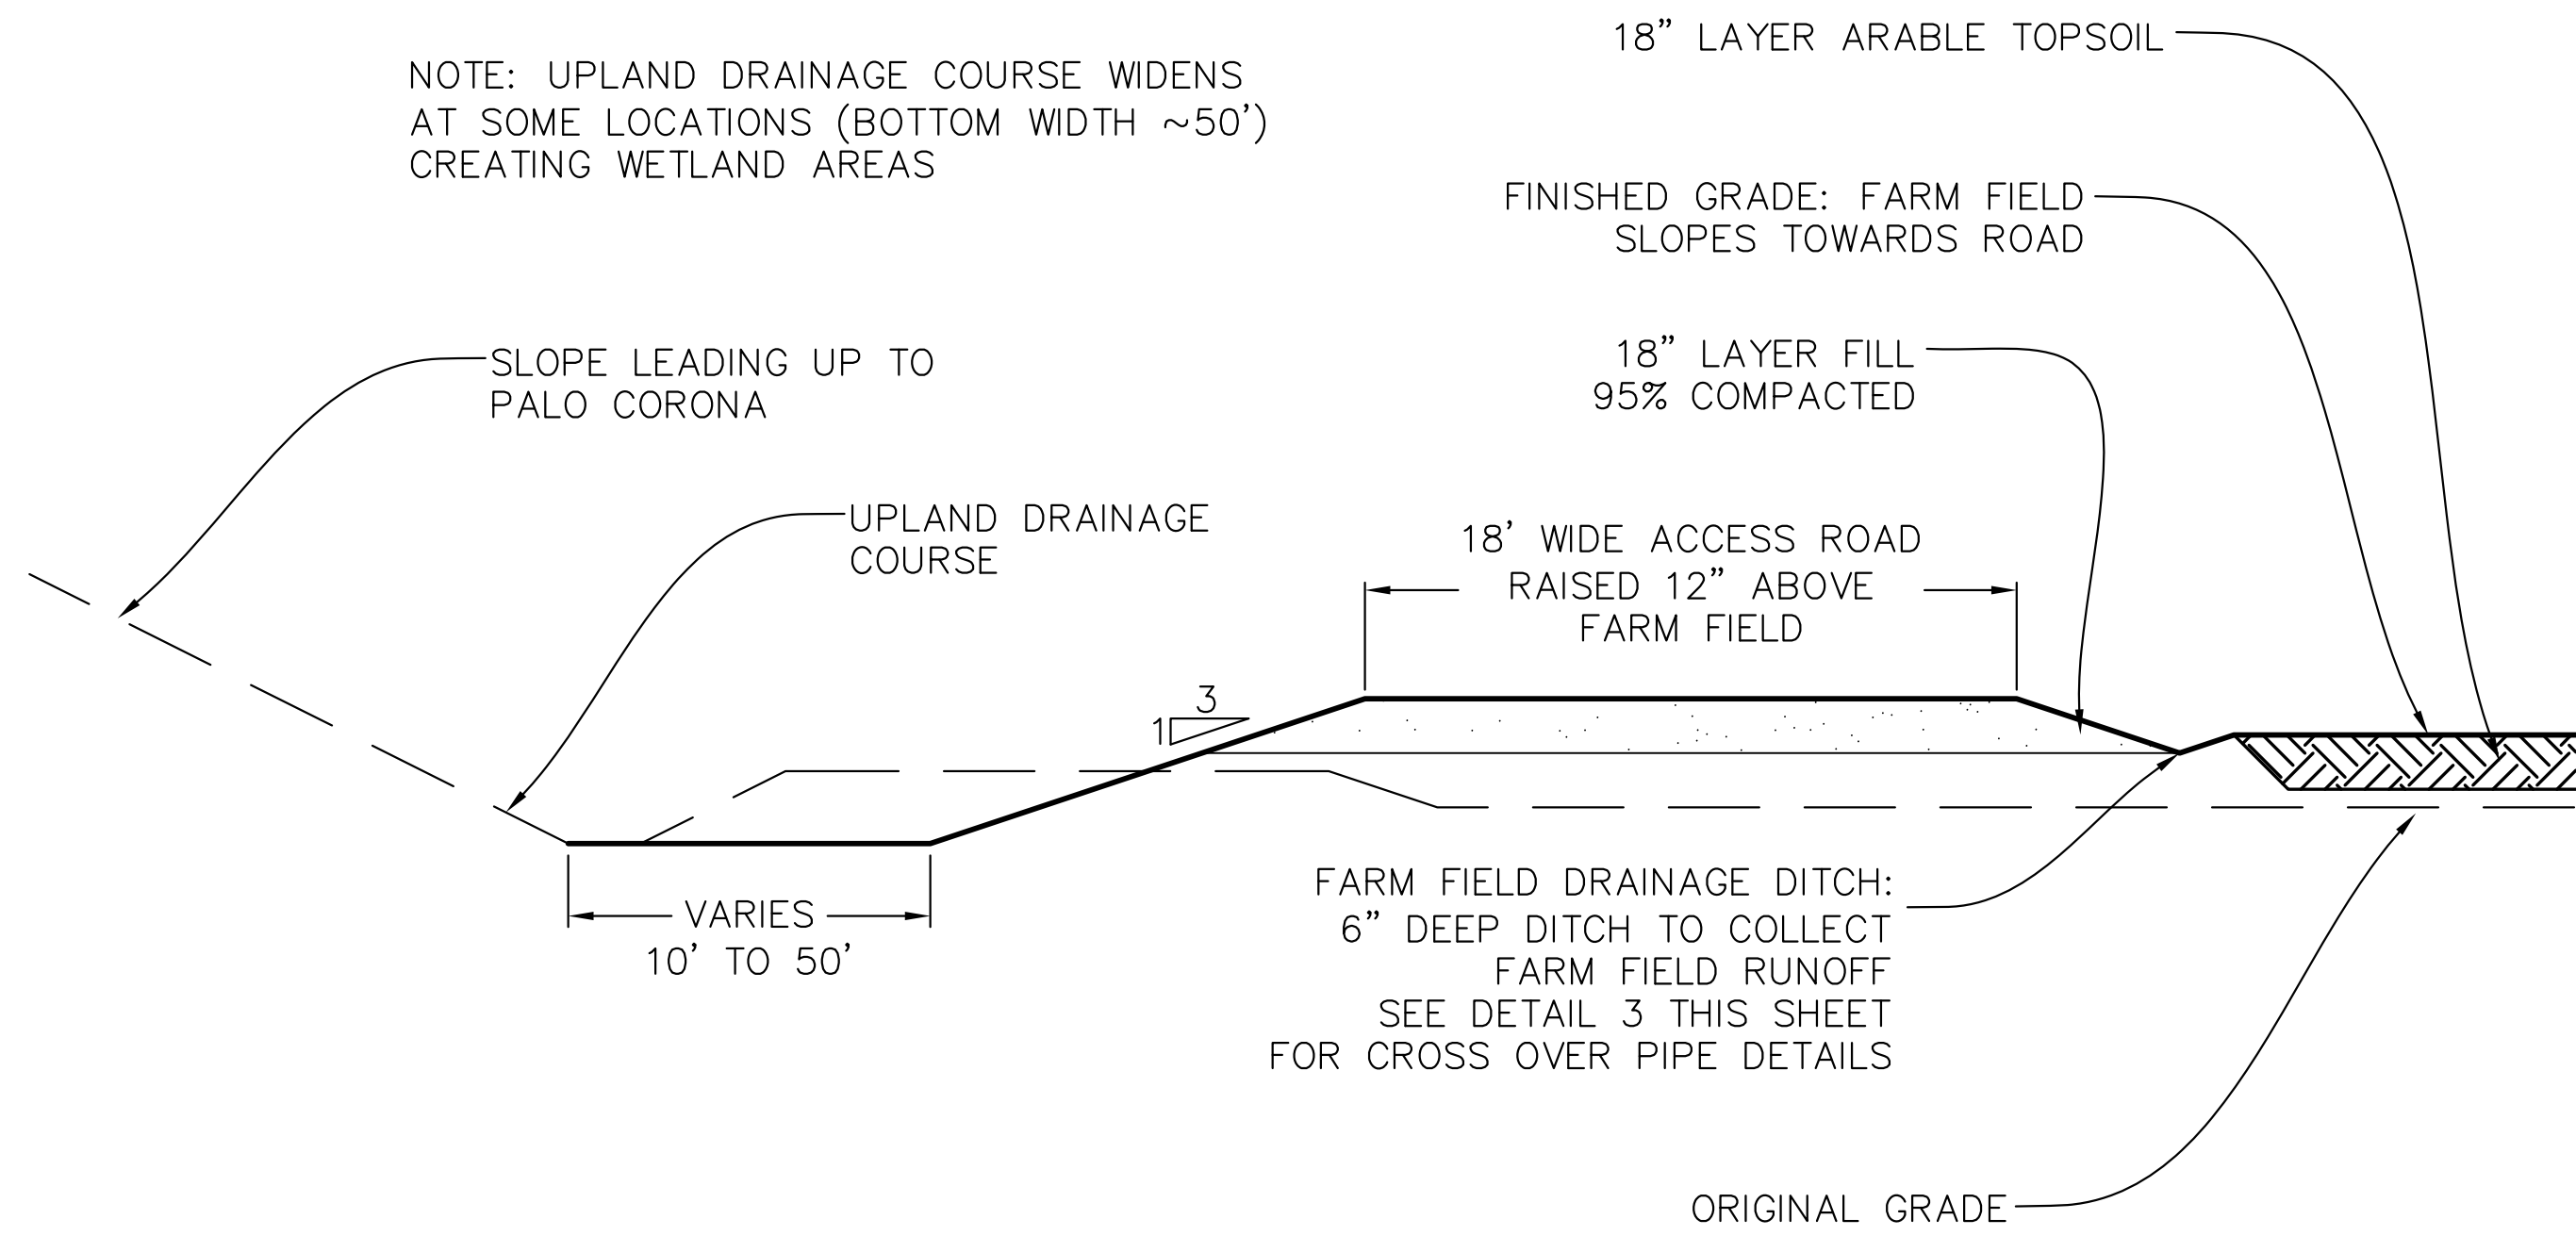 NOTE: UPLAND DRAINAGE COURSE WIDENS
AT SOME LOCATIONS (BOTTOM WIDTH ~50')
CREATING WETLAND AREAS
18" LAYER ARABLE TOPSOIL
FINISHED GRADE: FARM FIELD
SLOPES TOWARDS ROAD
SLOPE LEADING UP TO
PALO CORONA
18" LAYER FILL
95% COMPACTED
UPLAND DRAINAGE
COURSE
18' WIDE ACCESS ROAD
RAISED 12" ABOVE
FARM FIELD
3
1
VARIES
10' TO 50'
FARM FIELD DRAINAGE DITCH:
6" DEEP DITCH TO COLLECT
FARM FIELD RUNOFF
SEE DETAIL 3 THIS SHEET
FOR CROSS OVER PIPE DETAILS
ORIGINAL GRADE